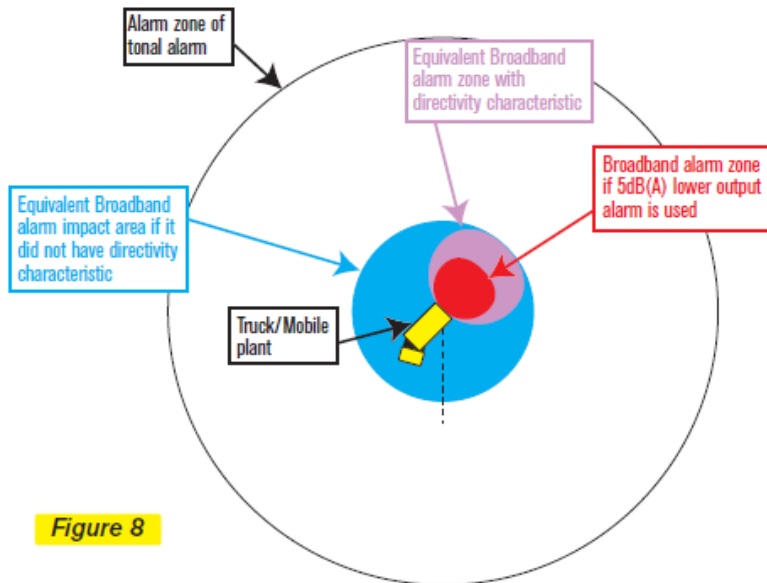 Alarm zone of
tonal alarm
Equivalent Broadband
alarm zone with
directivity characteristic
Broadband alarm zone
if 5dB(A) lower output
alarm is used
Equivalent Broadband
alarm impact area if it
did not have directivity
characteristic
Truck/Mobile
plant
Figure 8